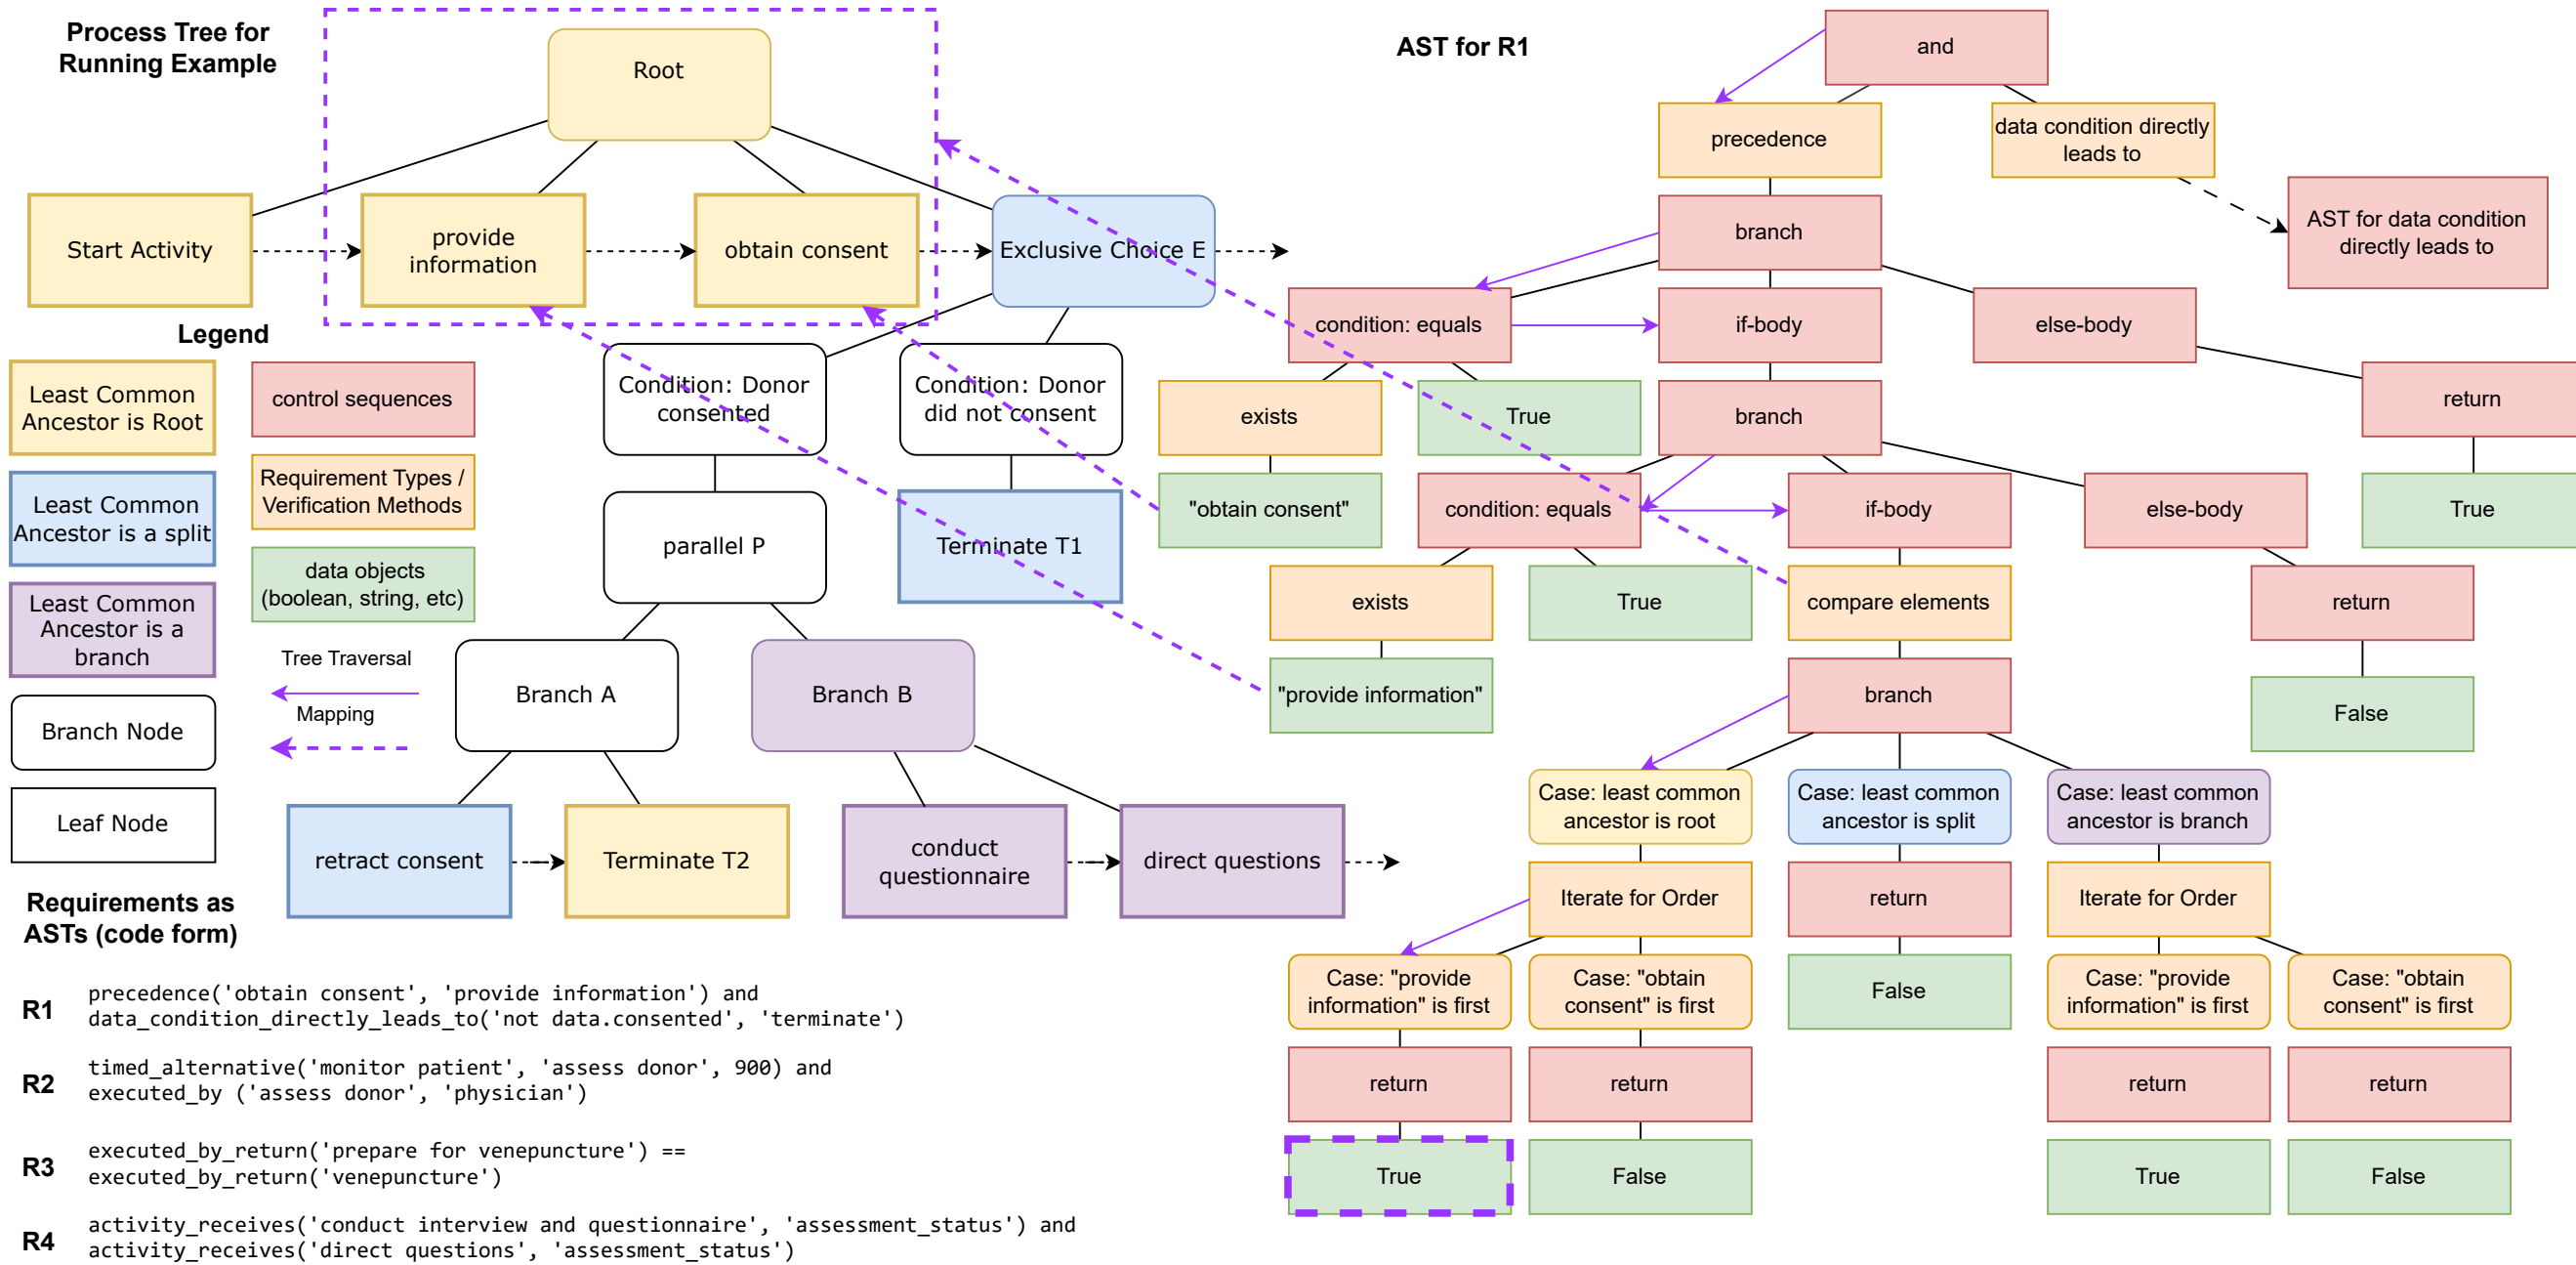 Process Tree for
Running Example
Root
Start Activity
provide
information
obtain consent
Exclusive Choice E
Condition: Donor
consented
Condition: Donor
did not consent
parallel P
Terminate T1
Branch A
Branch B
retract consent
Terminate T2
conduct
questionnaire
direct questions
Legend
Least Common
Ancestor is Root
Least Common
Ancestor is a split
Least Common
Ancestor is a
branch
Branch Node
Leaf Node
control sequences
Requirement Types /
Verification Methods
data objects
(boolean, string, etc)
Tree Traversal
Mapping
Requirements as
ASTs (code form)
R1
precedence('obtain consent', 'provide information') and
data_condition_directly_leads_to('not data.consented', 'terminate')
R2
timed_alternative('monitor patient', 'assess donor', 900) and
executed_by ('assess donor', 'physician')
R3
executed_by_return('prepare for venepuncture') ==
executed_by_return('venepuncture')
R4
activity_receives('conduct interview and questionnaire', 'assessment_status') and
activity_receives('direct questions', 'assessment_status')
AST for R1
and
precedence
data condition directly
leads to
AST for data condition
directly leads to
branch
condition: equals
if-body
else-body
exists
True
branch
return
"obtain consent"
condition: equals
if-body
else-body
True
exists
True
compare elements
return
"provide information"
branch
False
Case: least common
ancestor is root
Case: least common
ancestor is split
Case: least common
ancestor is branch
Iterate for Order
return
Iterate for Order
Case: "provide
information" is first
Case: "obtain
consent" is first
False
Case: "provide
information" is first
Case: "obtain
consent" is first
return
return
return
return
True
False
True
False